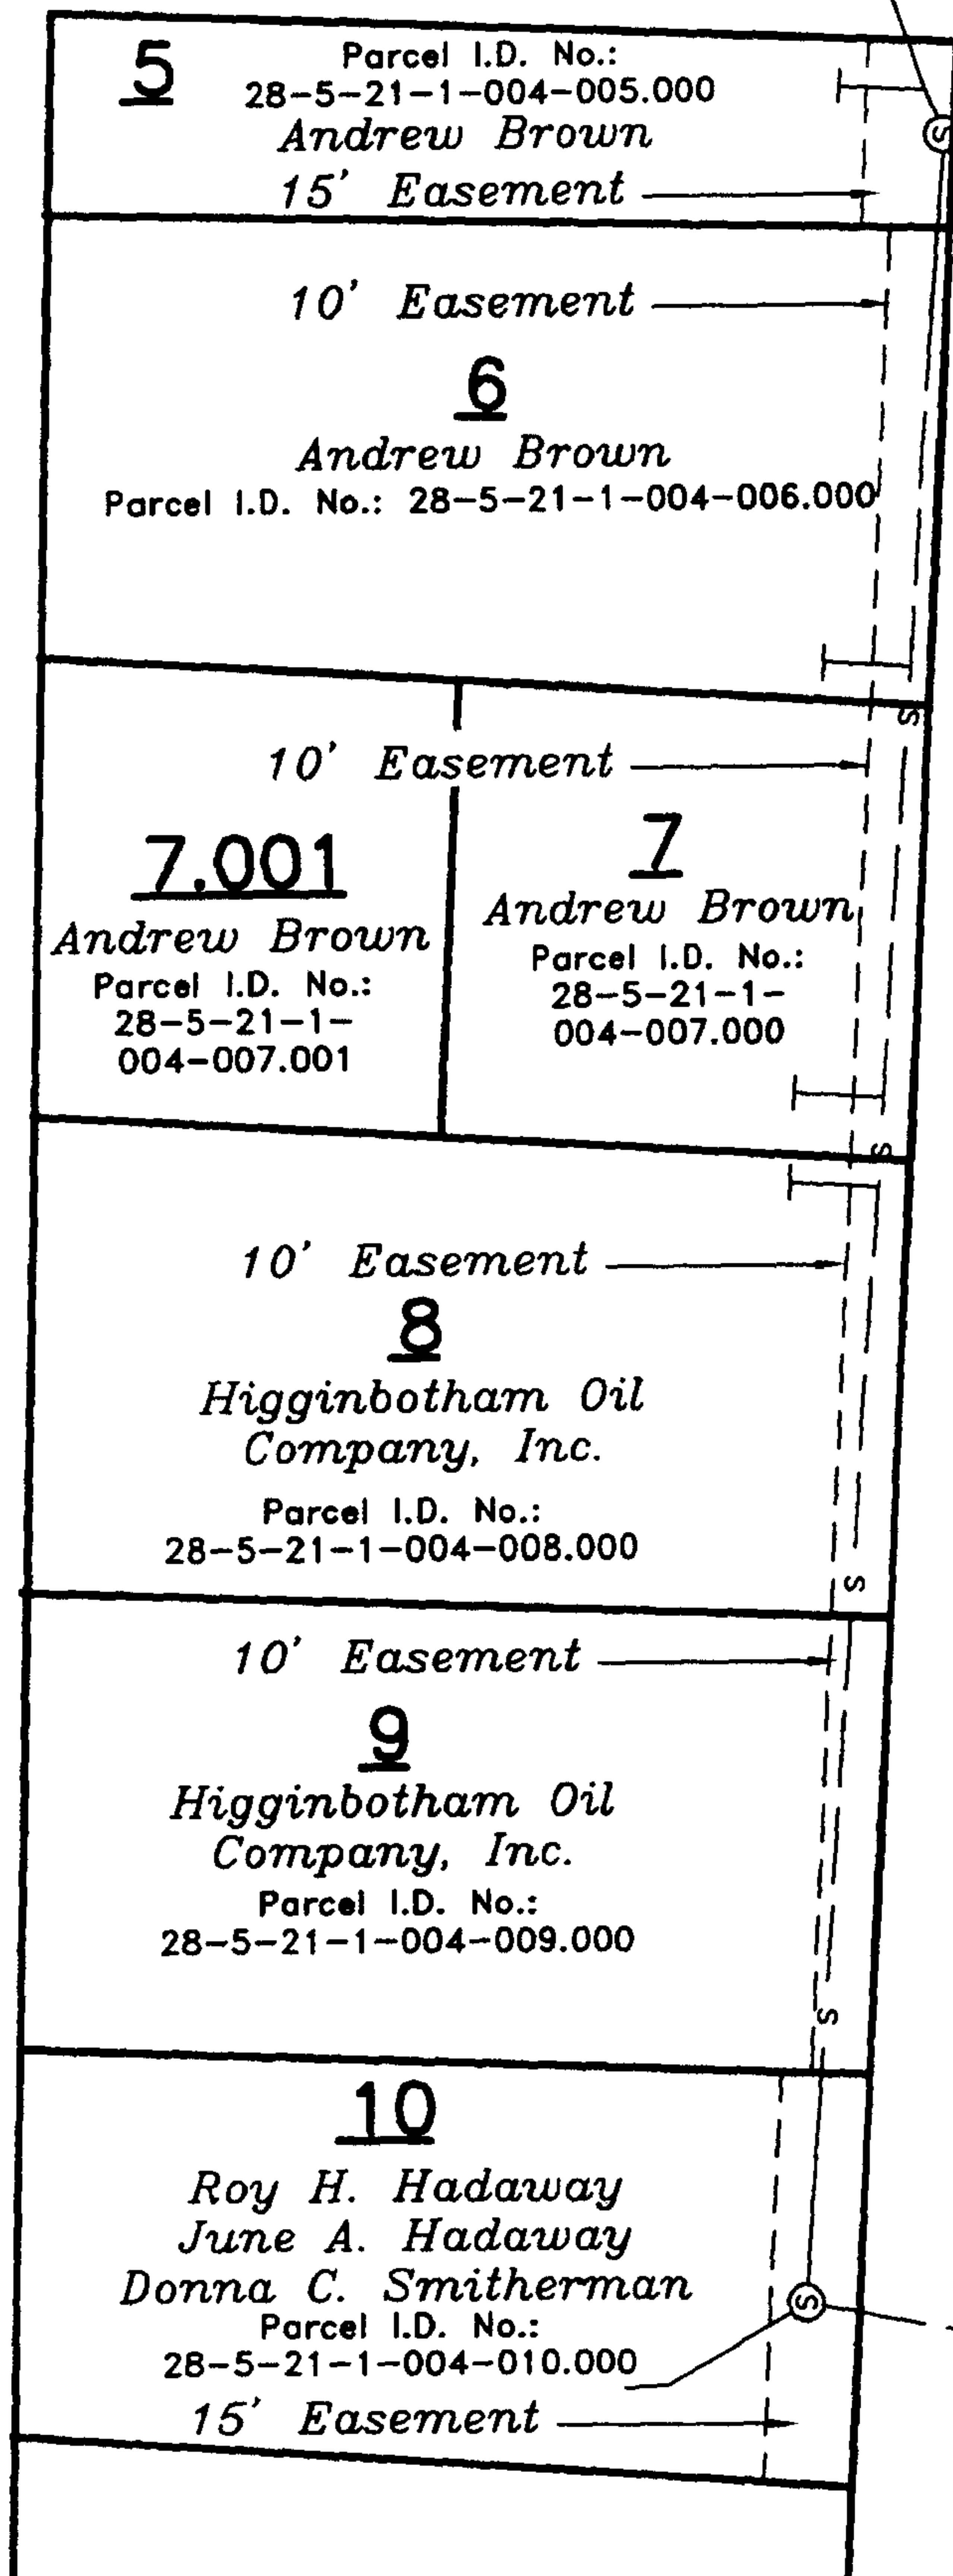 5
Parcel I.D. No.:
28-5-21-1-004-005.000
Andrew Brown
15' Easement
S
10' Easement
6
Andrew Brown
Parcel I.D. No.: 28-5-21-1-004-006.000
S
10' Easement
7.001
Andrew Brown
Parcel I.D. No.:
28-5-21-1-
004-007.001
7
Andrew Brown
Parcel I.D. No.:
28-5-21-1-
004-007.000
S
10' Easement
8
Higginbotham Oil
Company, Inc.
Parcel I.D. No.:
28-5-21-1-004-008.000
S
10' Easement
9
Higginbotham Oil
Company, Inc.
Parcel I.D. No.:
28-5-21-1-004-009.000
S
10
Roy H. Hadaway
June A. Hadaway
Donna C. Smitherman
Parcel I.D. No.:
28-5-21-1-004-010.000
S
15' Easement